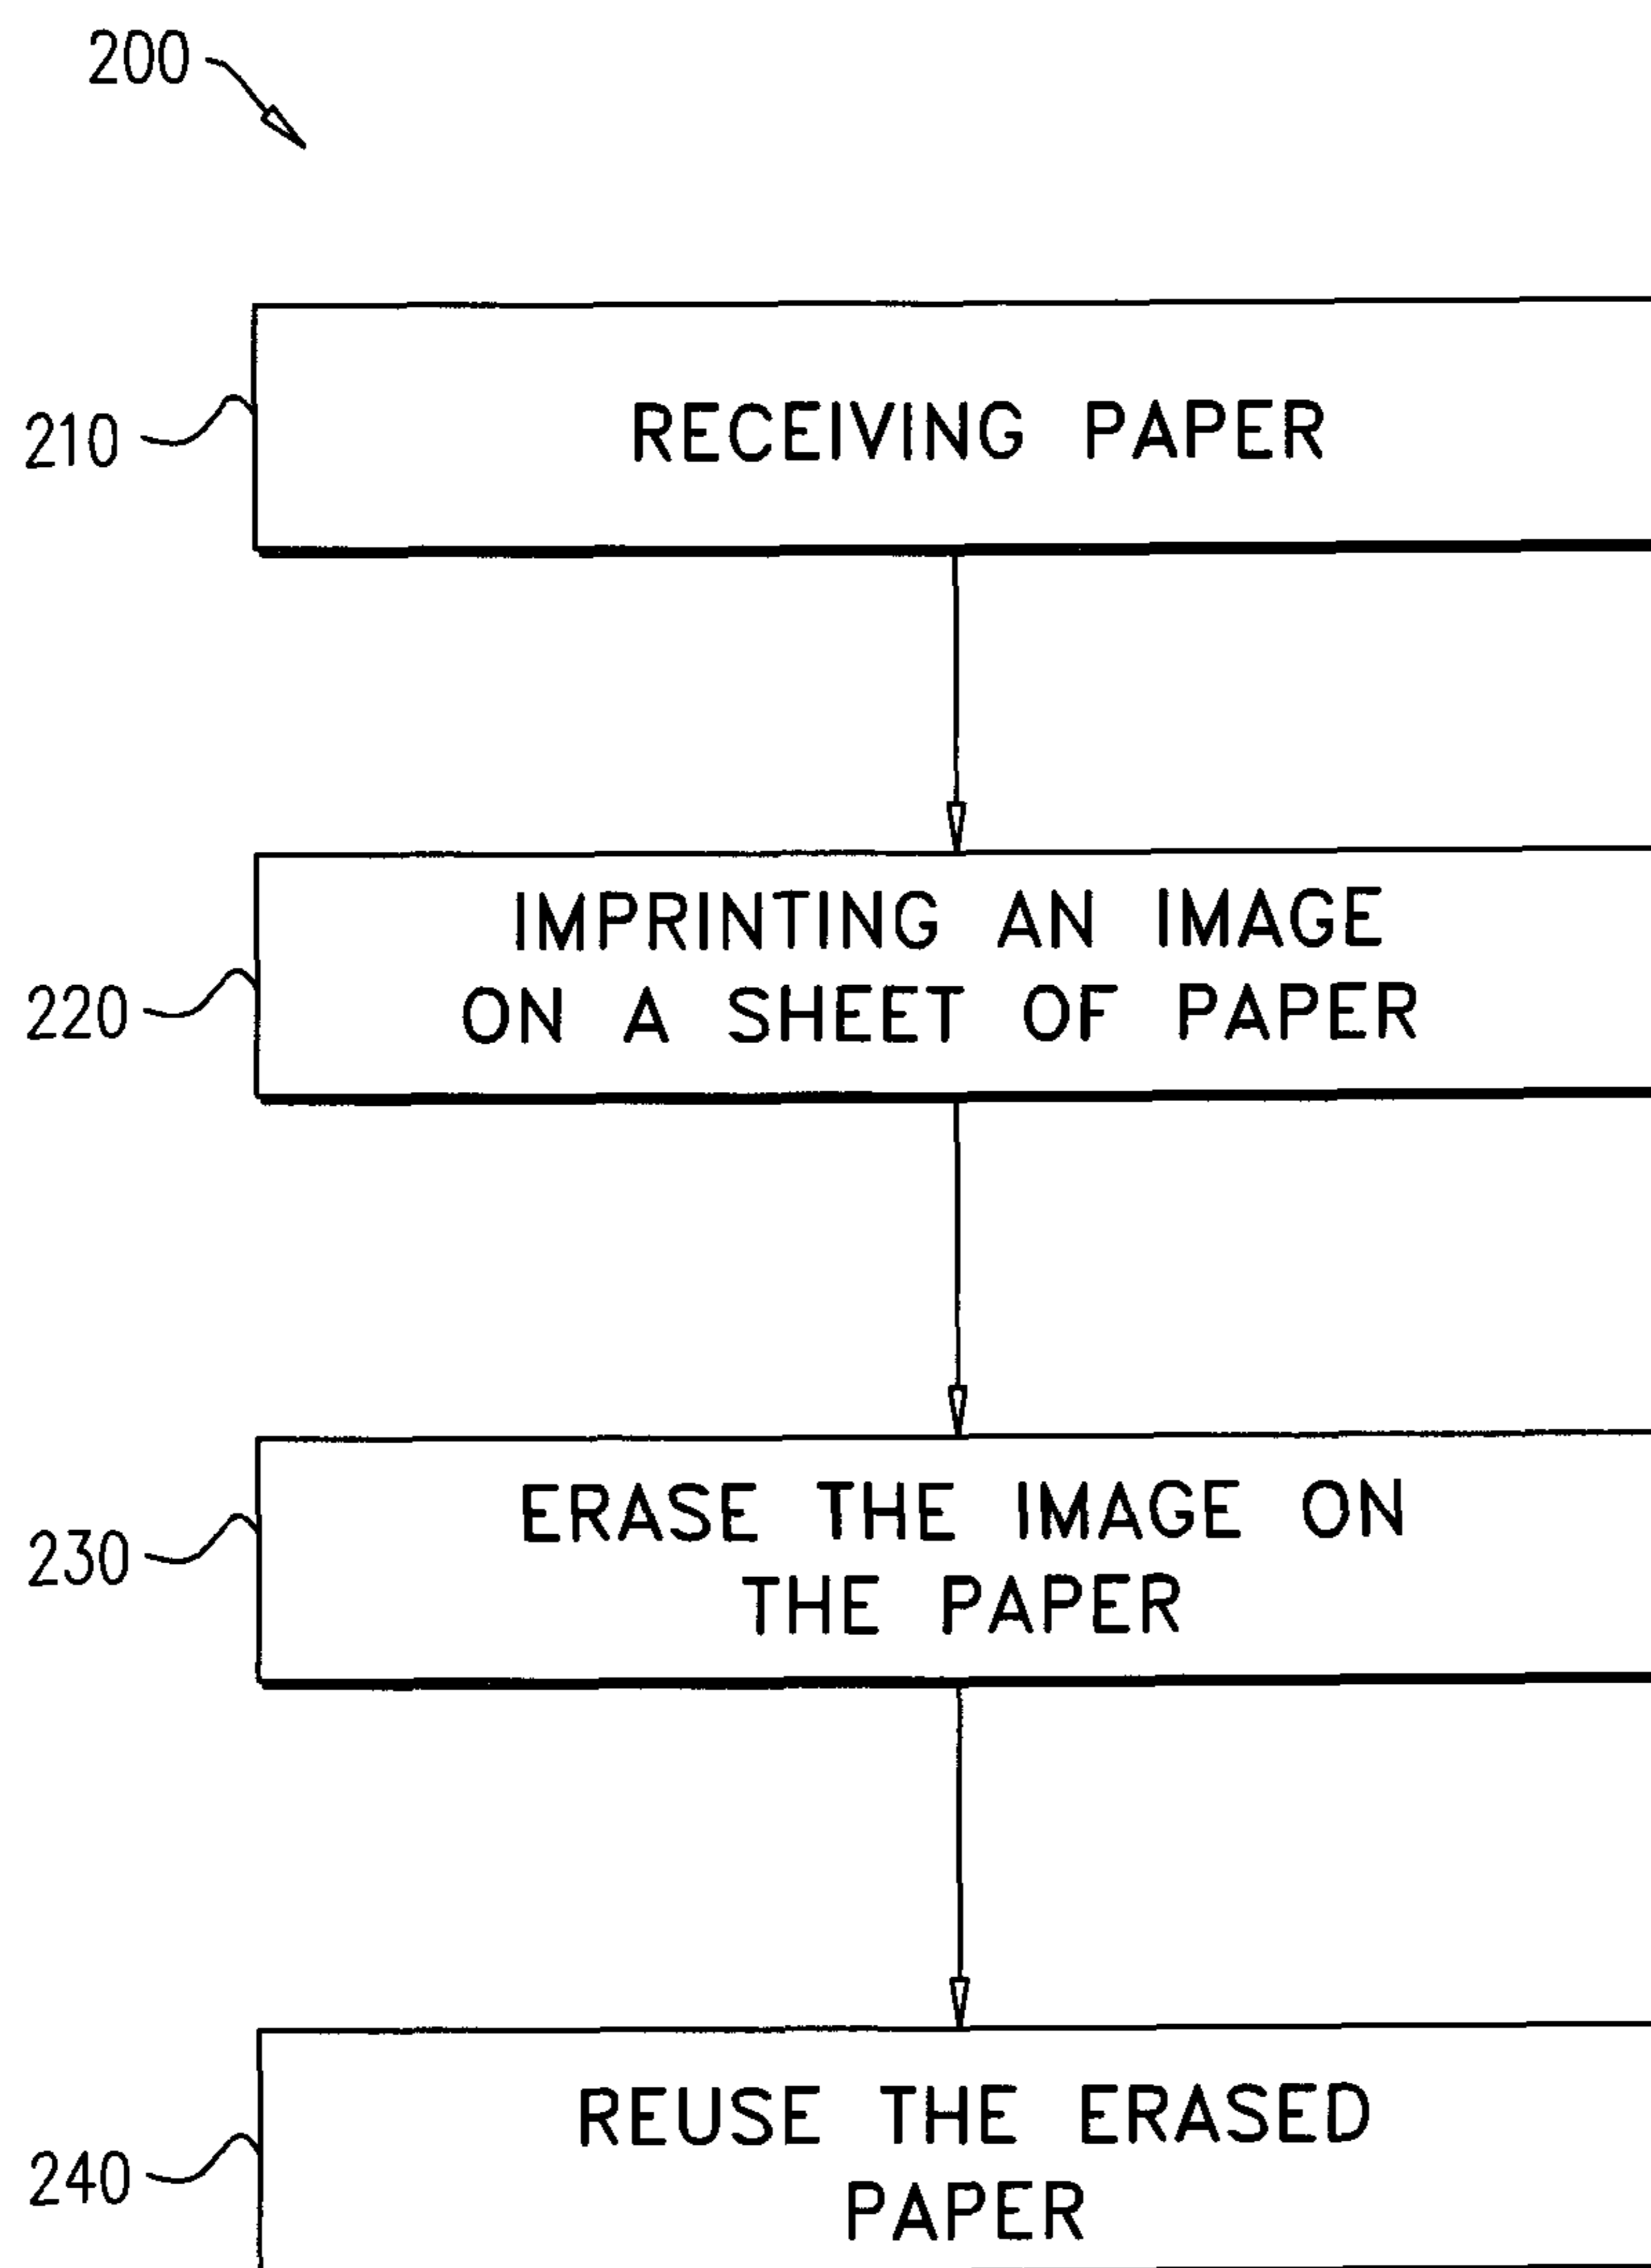 200
210
RECEIVING PAPER
220
IMPRINTING AN IMAGE
ON A SHEET OF PAPER
230
ERASE THE IMAGE ON
THE PAPER
240
REUSE THE ERASED
PAPER